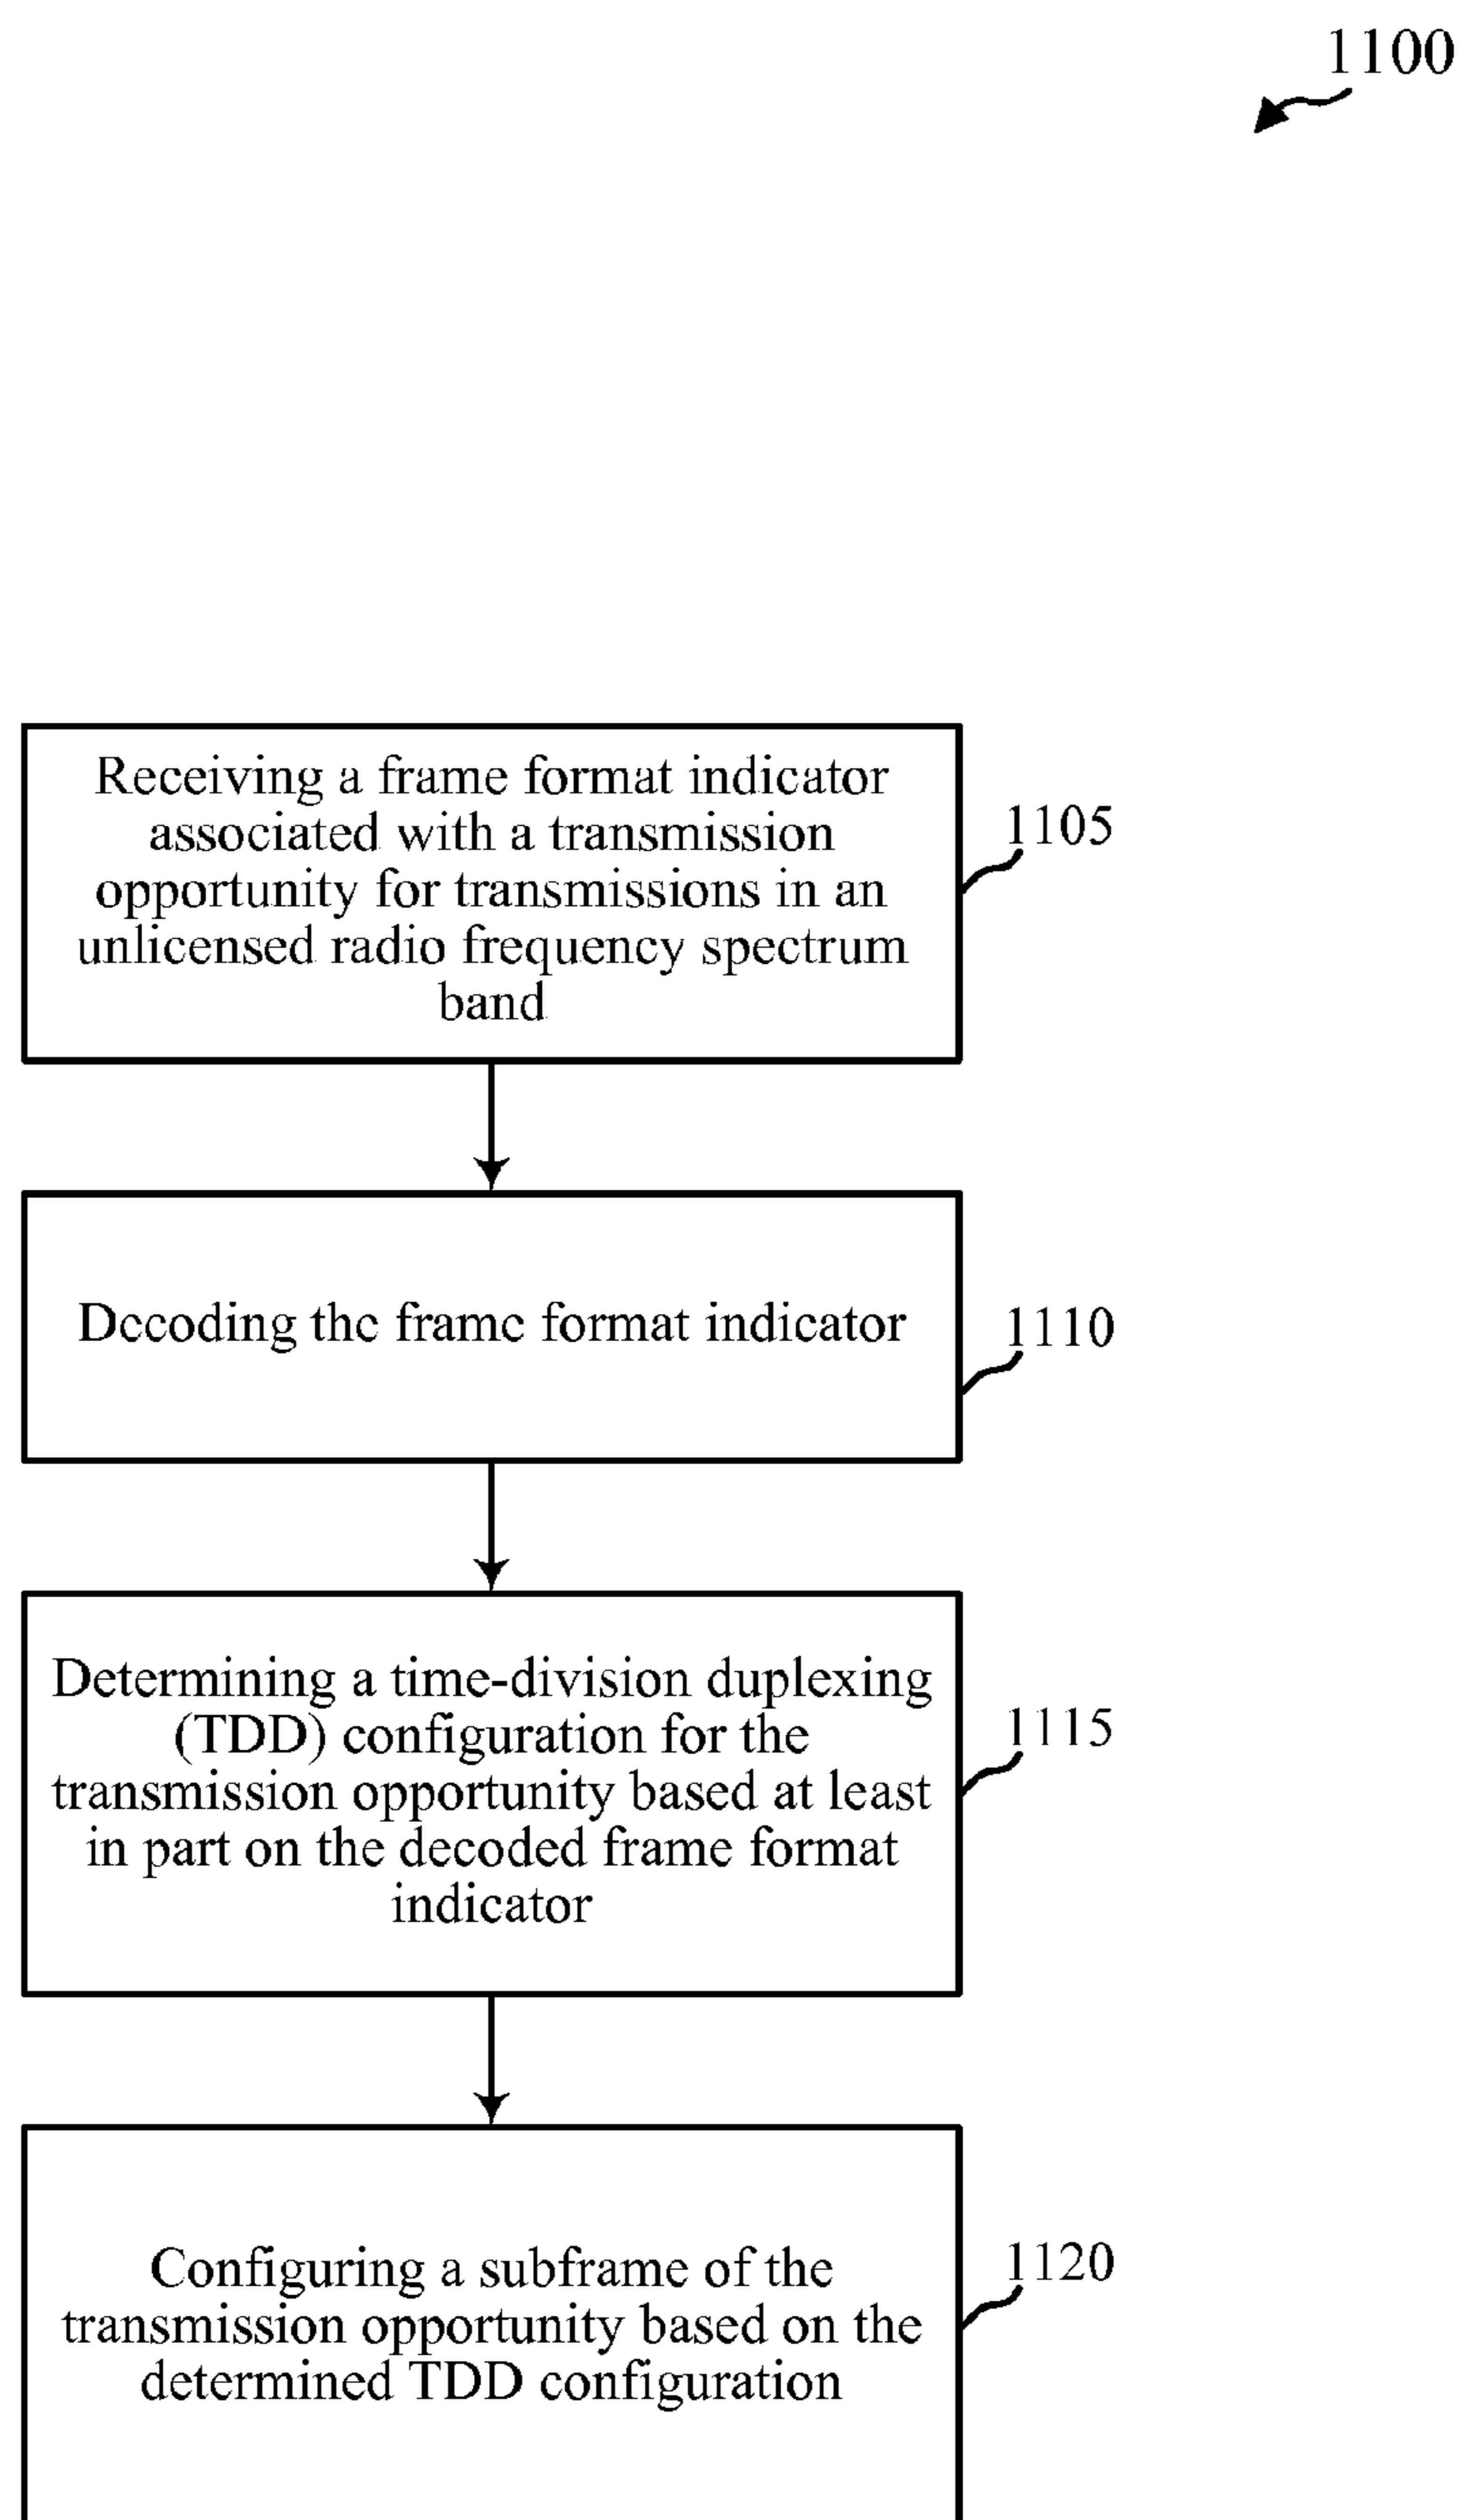 1100
Receiving a frame format indicator
associated with a transmission
opportunity for transmissions in an
unlicensed radio frequency spectrum
band
1105
Decoding the frame format indicator
1110
Determining a time-division duplexing
(TDD) configuration for the
transmission opportunity based at least
in part on the decoded frame format
indicator
1115
Configuring a subframe of the
transmission opportunity based on the
determined TDD configuration
1120